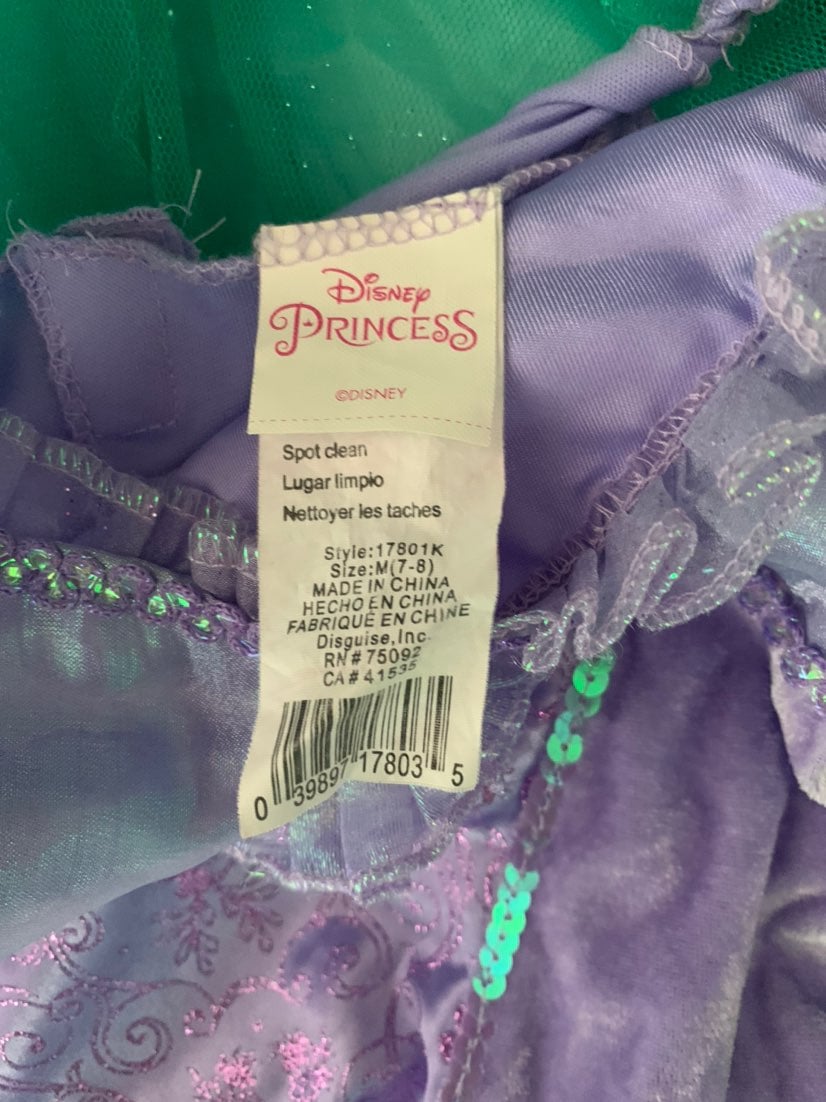 Disney
PRINCESS
©DISNEY
Spot clean
Lugar limpio
Nettoyer les taches
Style:17801K
Size:M(7-8)
MADE IN CHINA
HECHO EN CHINA
FABRIQUÉ EN CHINE
Disguise,Inc.
RN#75092
CA#41535
0 39897 17803 5